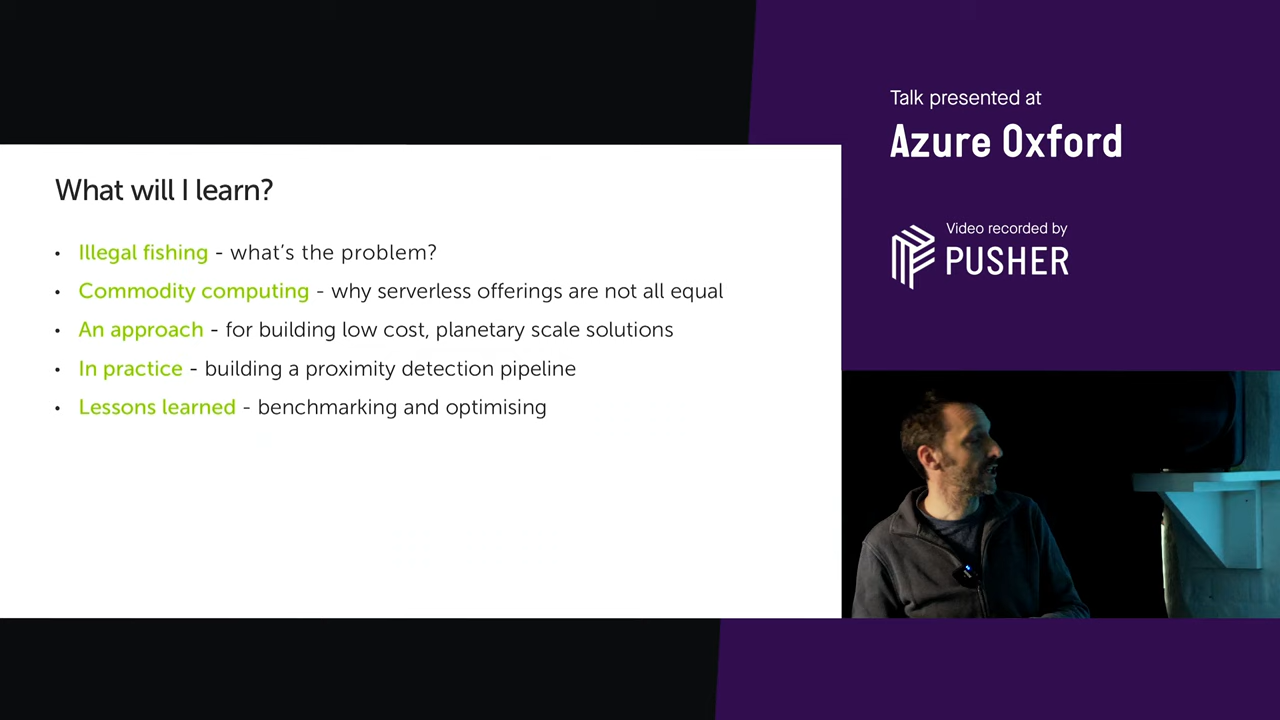 What will I learn?
• Illegal fishing - what's the problem?
• Commodity computing - why serverless offerings are not all equal
• An approach - for building low cost, planetary scale solutions
• In practice - building a proximity detection pipeline
• Lessons learned - benchmarking and optimising
Talk presented at
Azure Oxford
Video recorded by
PUSHER